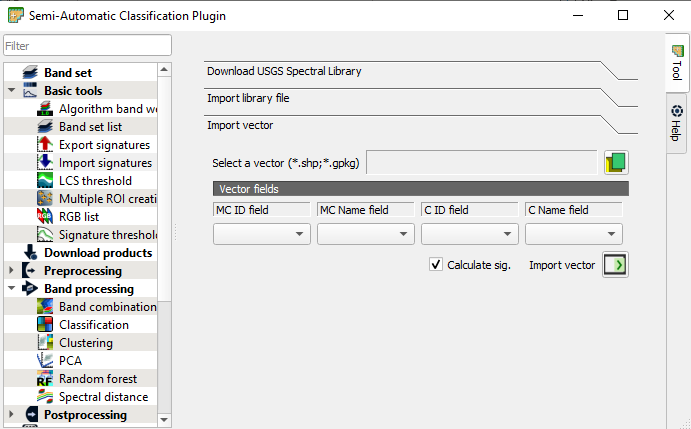 Semi-Automatic Classification Plugin
Filter
Band set
Basic tools
Algorithm band we
Band set list
Export signatures
Import signatures
LCS threshold
Multiple ROI creati
RGB list
Signature threshold
Download products
Preprocessing
Band processing
Band combination
Classification
Clustering
PCA
Random forest
Spectral distance
Postprocessing
Download USGS Spectral Library
Import library file
Import vector
Select a vector (*.shp;*.gpkg)
Vector fields
MC ID field MC Name field C ID field C Name field
Calculate sig. Import vector
Tool
Help